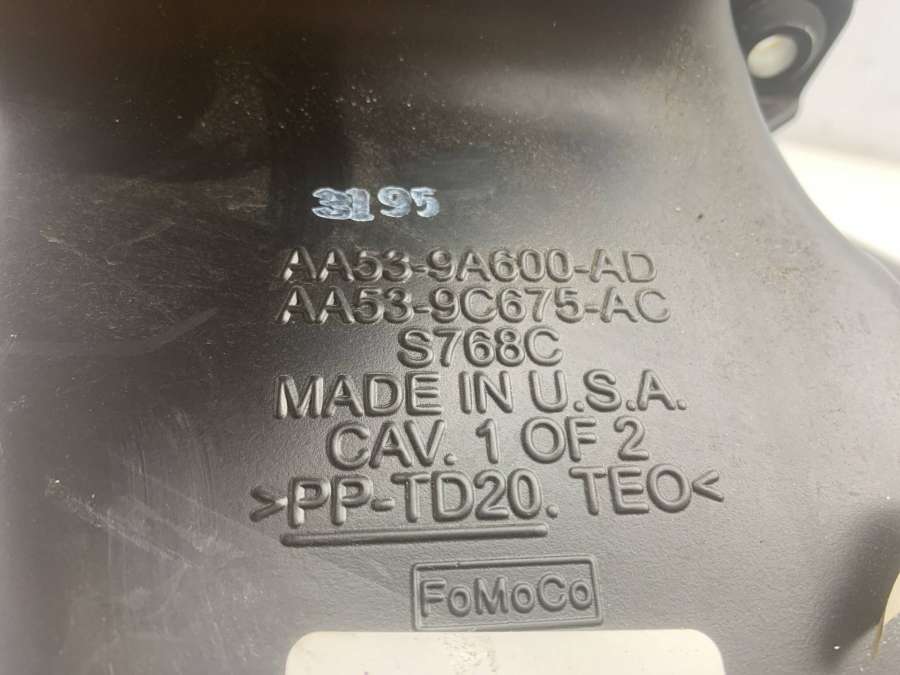 3195
AA53-9A600-AD
AA53-9C675-AC
S768C
MADE IN U.S.A.
CAV. 1 OF 2
>PP-TD20. TEO<
FoMoCo